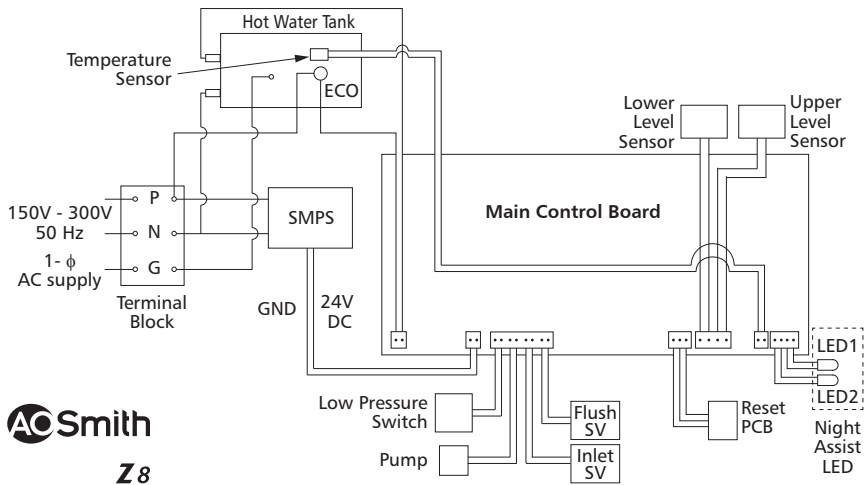 Hot Water Tank
Temperature
Sensor
ECO
Lower
Level
Sensor
Upper
Level
Sensor
150V - 300V
50 Hz
1- ϕ
AC supply
P
N
G
Terminal
Block
SMPS
Main Control Board
GND
24V
DC
Low Pressure
Switch
Pump
Flush
SV
Inlet
SV
Reset
PCB
LED1
LED2
Night
Assist
LED
AO Smith
Z8